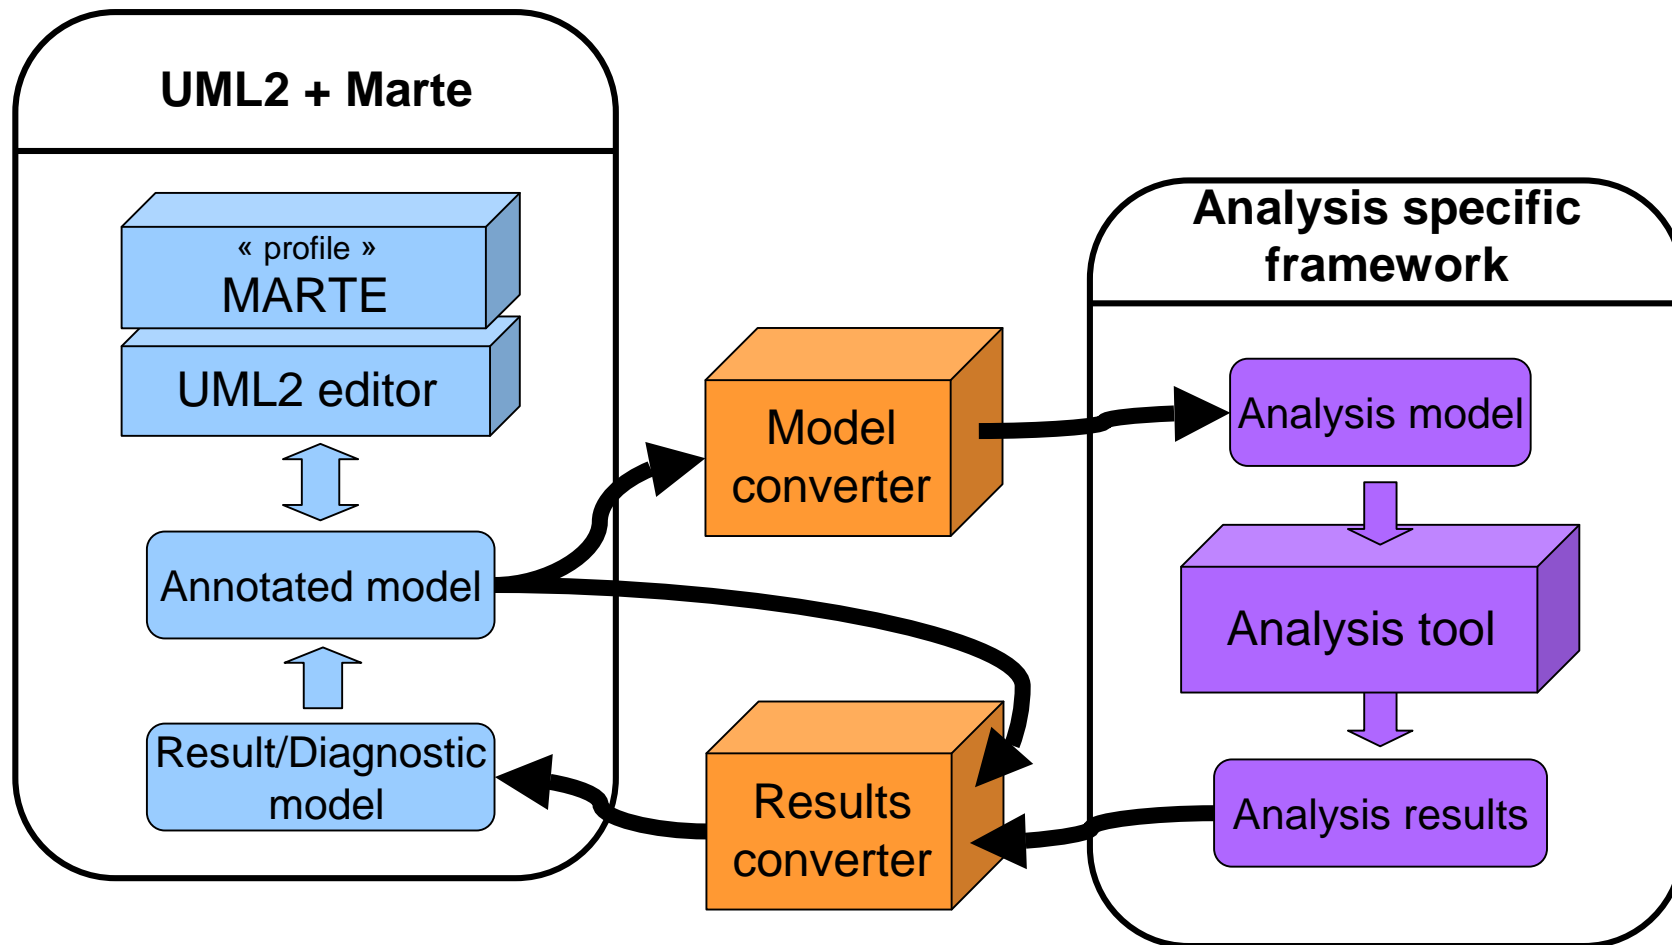 UML2 + Marte
« profile »
MARTE
UML2 editor
Annotated model
Result/Diagnostic
model
Model
converter
Results
converter
Analysis specific
framework
Analysis model
Analysis tool
Analysis results